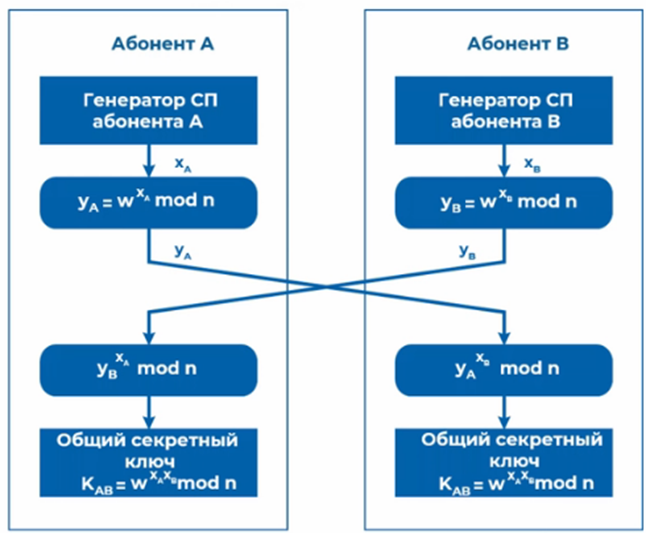 Абонент А
Генератор СП
абонента А
x_A
y_A = w^{x_A} mod n
y_A
y_B^{x_A} mod n
Общий секретный
ключ
K_{AB} = w^{x_A x_B} mod n
Абонент В
Генератор СП
абонента В
x_B
y_B = w^{x_B} mod n
y_B
y_A^{x_B} mod n
Общий секретный
ключ
K_{AB} = w^{x_A x_B} mod n